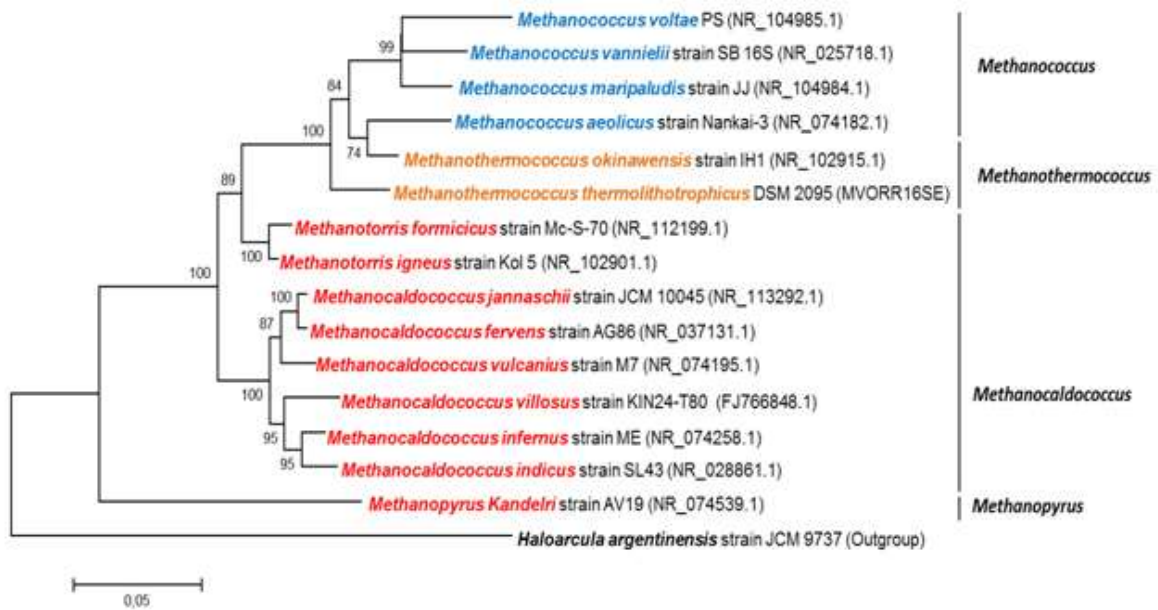 Methanococcus voltae PS (NR_104985.1)
99
Methanococcus vannielii strain SB 16S (NR_025718.1)
Methanococcus
84
Methanococcus maripaludis strain JJ (NR_104984.1)
Methanococcus aeolicus strain Nankai-3 (NR_074182.1)
100
74
Methanothermococcus okinawensis strain IH1 (NR_102915.1)
Methanothermococcus
89
Methanothermococcus thermolithotrophicus DSM 2095 (MVORR16SE)
Methanotorris formicicus strain Mc-S-70 (NR_112199.1)
100
Methanotorris igneus strain Kol 5 (NR_102901.1)
100
100
Methanocaldococcus jannaschii strain JCM 10045 (NR_113292.1)
87
Methanocaldococcus fervens strain AG86 (NR_037131.1)
Methanocaldococcus vulcanius strain M7 (NR_074195.1)
Methanocaldococcus
100
Methanocaldococcus villosus strain KIN24-T80 (FJ766848.1)
95
Methanocaldococcus infernus strain ME (NR_074258.1)
95
Methanocaldococcus indicus strain SL43 (NR_028861.1)
Methanopyrus Kandelri strain AV19 (NR_074539.1)
Methanopyrus
Haloarcula argentinensis strain JCM 9737 (Outgroup)
0,05